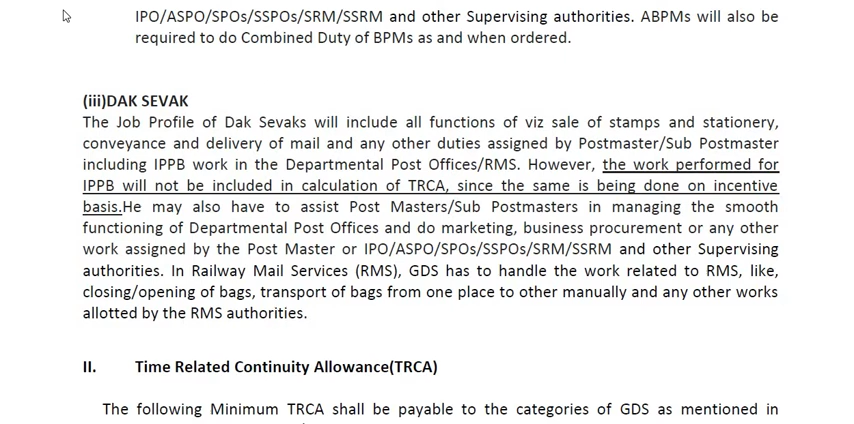 IPO/ASPO/SPOs/SSPOs/SRM/SSRM and other Supervising authorities. ABPMs will also be
required to do Combined Duty of BPMs as and when ordered.
(iii)DAK SEVAK
The Job Profile of Dak Sevaks will include all functions of viz sale of stamps and stationery,
conveyance and delivery of mail and any other duties assigned by Postmaster/Sub Postmaster
including IPPB work in the Departmental Post Offices/RMS. However, the work performed for
IPPB will not be included in calculation of TRCA, since the same is being done on incentive
basis.He may also have to assist Post Masters/Sub Postmasters in managing the smooth
functioning of Departmental Post Offices and do marketing, business procurement or any other
work assigned by the Post Master or IPO/ASPO/SPOs/SSPOs/SRM/SSRM and other Supervising
authorities. In Railway Mail Services (RMS), GDS has to handle the work related to RMS, like,
closing/opening of bags, transport of bags from one place to other manually and any other works
allotted by the RMS authorities.
II. Time Related Continuity Allowance(TRCA)
The following Minimum TRCA shall be payable to the categories of GDS as mentioned in